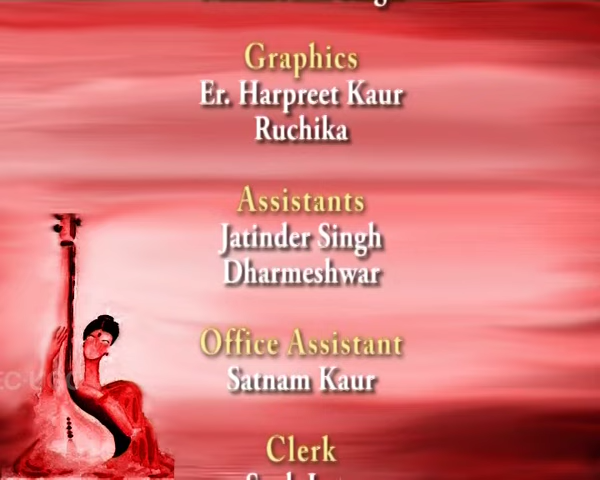 Graphics
Er. Harpreet Kaur
Ruchika
Assistants
Jatinder Singh
Dharmeshwar
Office Assistant
Satnam Kaur
Clerk